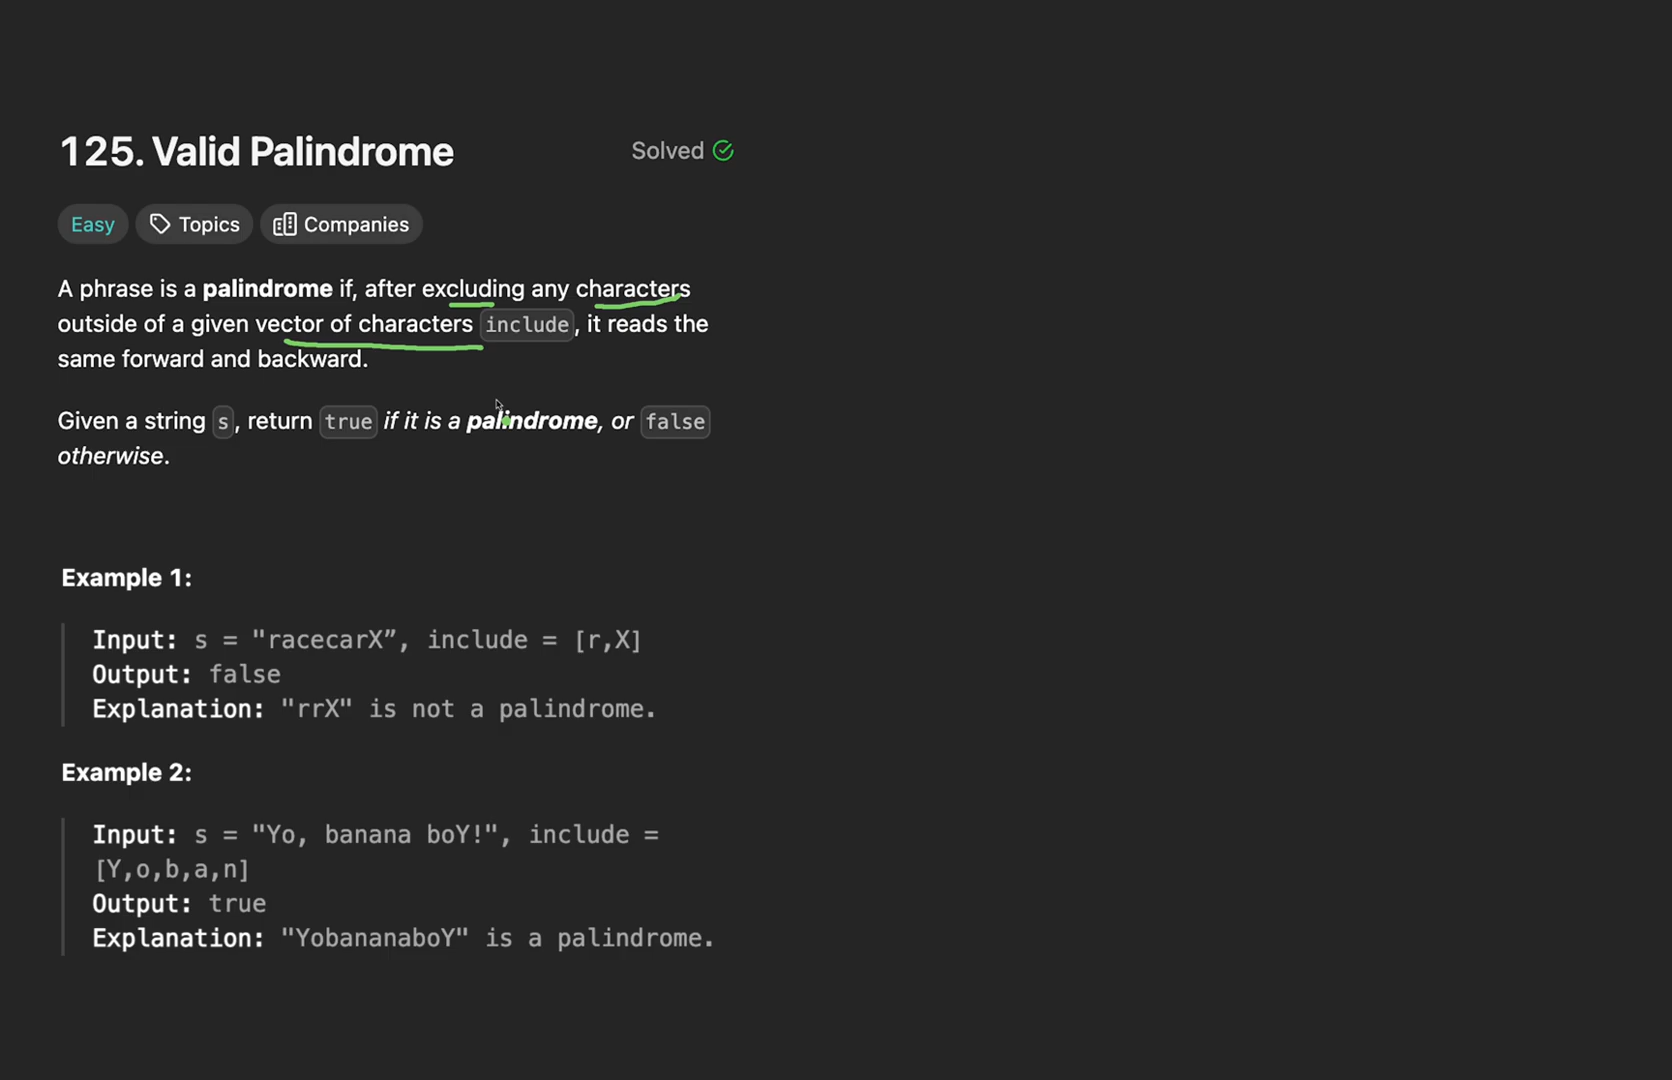 125. Valid Palindrome
Solved
Easy
Topics
Companies
A phrase is a palindrome if, after excluding any characters
outside of a given vector of characters include, it reads the
same forward and backward.
Given a string s, return true if it is a palindrome, or false
otherwise.
Example 1:
Input: s = "racecarX”, include = [r,X]
Output: false
Explanation: "rrX" is not a palindrome.
Example 2:
Input: s = "Yo, banana boY!", include =
[Y,o,b,a,n]
Output: true
Explanation: "YobananaboY" is a palindrome.